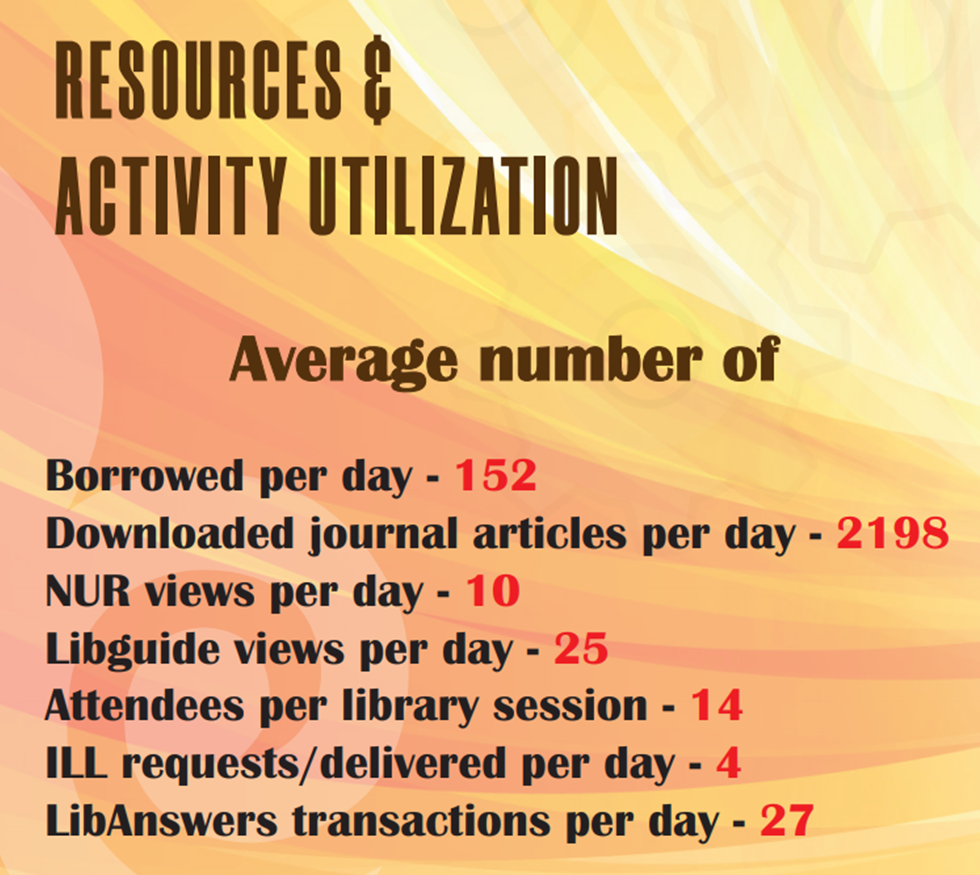 RESOURCES &
ACTIVITY UTILIZATION
Average number of
Borrowed per day - 152
Downloaded journal articles per day - 2198
NUR views per day - 10
Libguide views per day - 25
Attendees per library session - 14
ILL requests/delivered per day - 4
LibAnswers transactions per day - 27